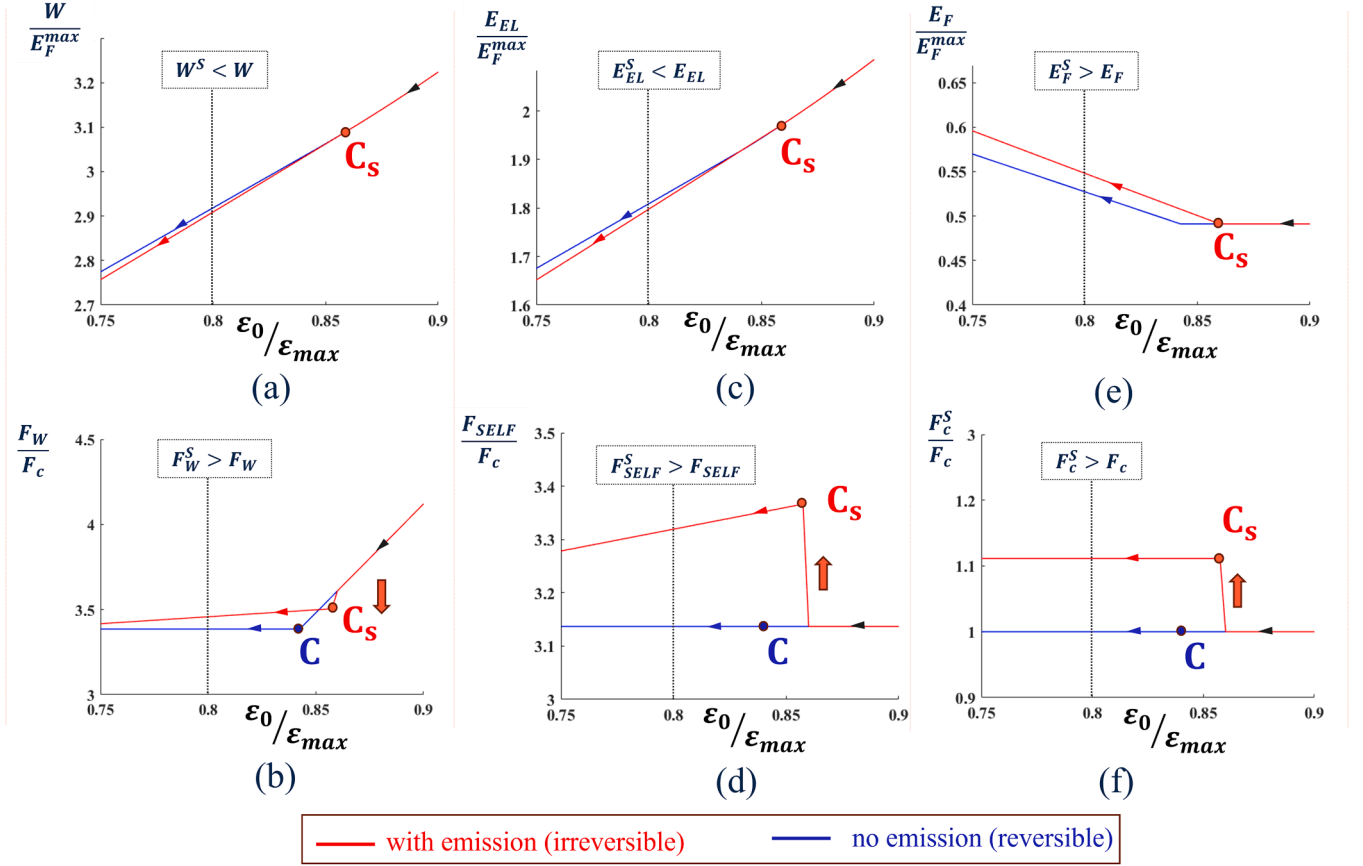 W/E_F^max
W^S < W
3.2
3.1
3
2.9
2.8
2.7
C_s
0.75
0.8
0.85
0.9
ε_0/ε_max
(a)
E_EL/E_F^max
E_EL^S < E_EL
2
1.9
1.8
1.7
1.6
C_s
0.75
0.8
0.85
0.9
ε_0/ε_max
(c)
E_F/E_F^max
E_F^S > E_F
0.65
0.6
0.55
0.5
0.45
0.4
C_s
0.75
0.8
0.85
0.9
ε_0/ε_max
(e)
F_W/F_c
F_W^S > F_W
4.5
4
3.5
3
C_s
C
0.75
0.8
0.85
0.9
ε_0/ε_max
(b)
F_SELF/F_c
F_SELF^S > F_SELF
3.5
3.4
3.3
3.2
3.1
3
C_s
C
0.75
0.8
0.85
0.9
ε_0/ε_max
(d)
F_c^S/F_c
F_c^S > F_c
3
1.2
1.1
1
0.9
C_s
C
0.75
0.8
0.85
0.9
ε_0/ε_max
(f)
with emission (irreversible)
no emission (reversible)